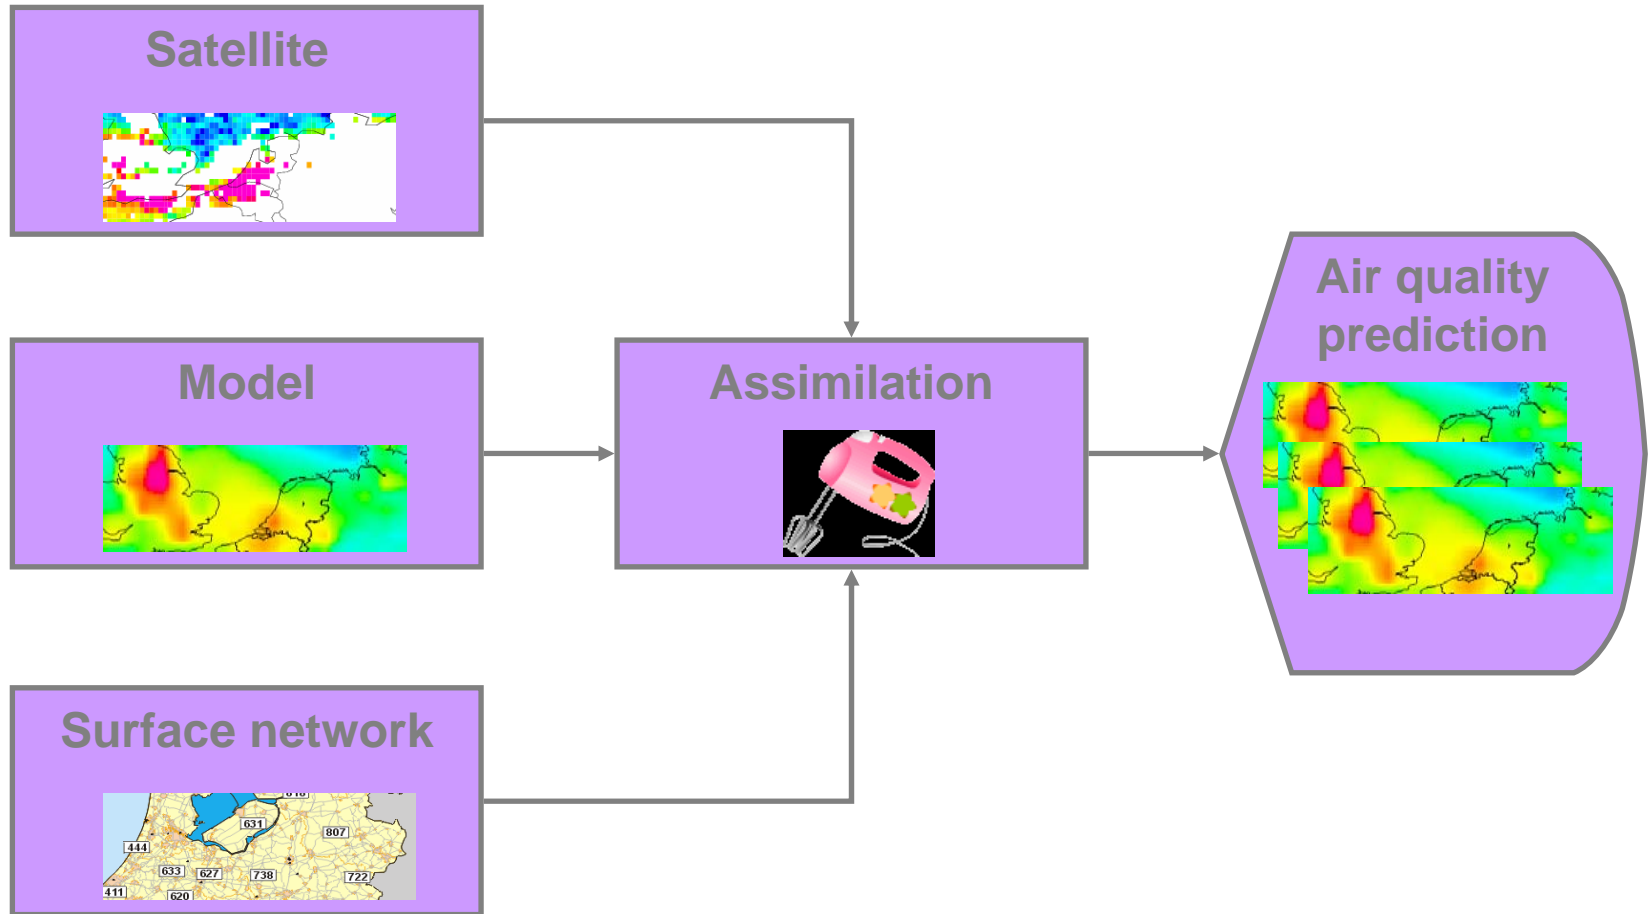 Satellite
Model
Assimilation
Air quality
prediction
Surface network
631
807
444
633
627
738
722
411
620